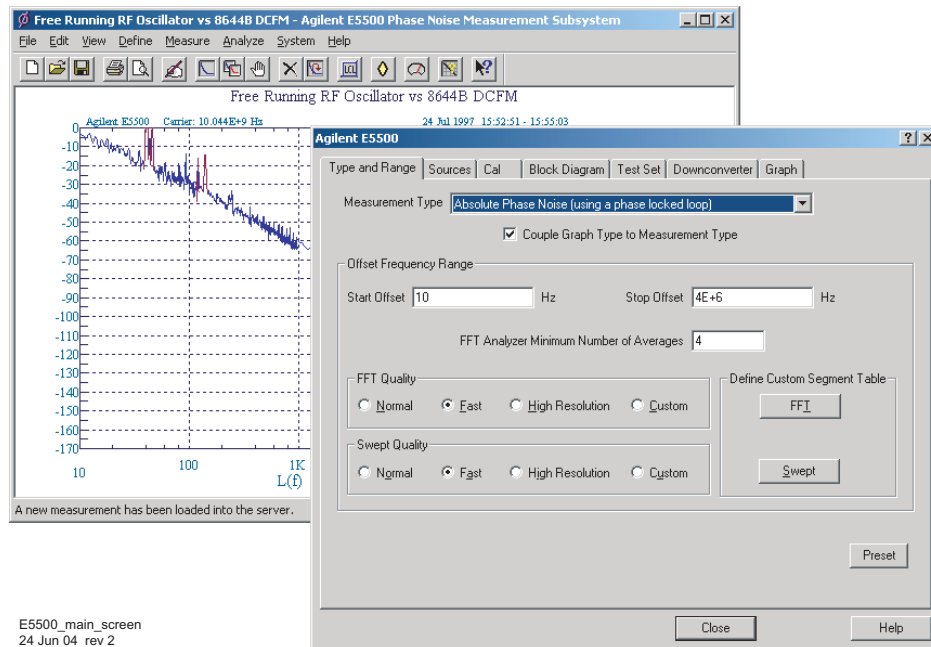 Free Running RF Oscillator vs 8644B DCFM - Agilent E5500 Phase Noise Measurement Subsystem
File Edit View Define Measure Analyze System Help
Free Running RF Oscillator vs 8644B DCFM
Agilent E5500 Carrier: 10.044E+9 Hz 24 Jul 1997 15:52:51 - 15:55:03
0
-10
-20
-30
-40
-50
-60
-70
-80
-90
-100
-110
-120
-130
-140
-150
-160
-170
10 100 1K
L(f)
A new measurement has been loaded into the server.
Agilent E5500
Type and Range Sources Cal Block Diagram Test Set Downconverter Graph
Measurement Type Absolute Phase Noise (using a phase locked loop)
Couple Graph Type to Measurement Type
Offset Frequency Range
Start Offset 10 Hz Stop Offset 4E+6 Hz
FFT Analyzer Minimum Number of Averages 4
FFT Quality
Normal Fast High Resolution Custom
Swept Quality
Normal Fast High Resolution Custom
Define Custom Segment Table
FFT
Swept
Preset
Close Help
E5500_main_screen
24 Jun 04 rev 2